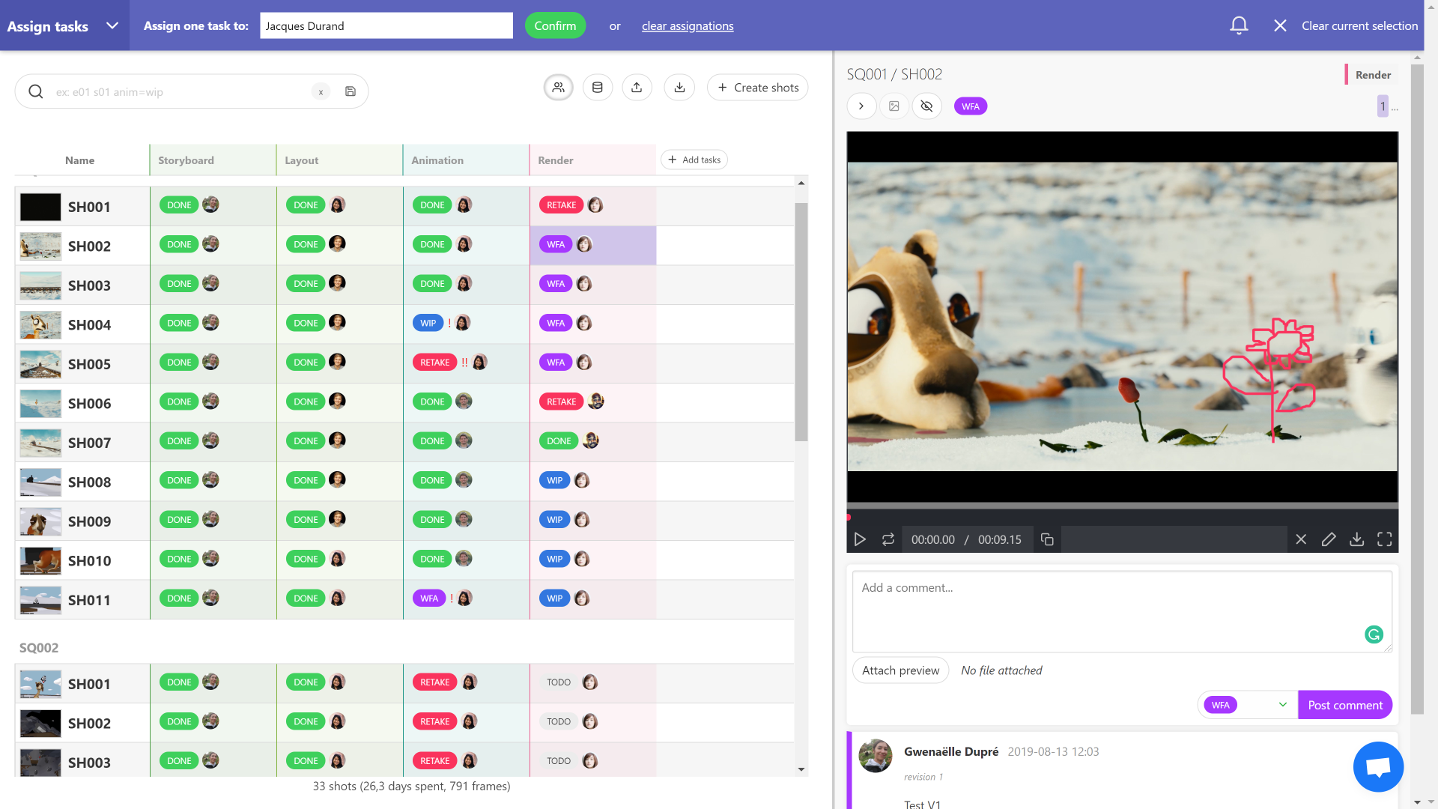 Assign tasks
Assign one task to: Jacques Durand Confirm or clear assignations
Clear current selection
ex: e01 s01 anim=wip x
+ Create shots
Name Storyboard Layout Animation Render + Add tasks
SH001 DONE DONE DONE RETAKE
SH002 DONE DONE DONE WFA
SH003 DONE DONE DONE WFA
SH004 DONE DONE WIP ! WFA
SH005 DONE DONE RETAKE !! WFA
SH006 DONE DONE DONE RETAKE
SH007 DONE DONE DONE DONE
SH008 DONE DONE DONE WIP
SH009 DONE DONE DONE WIP
SH010 DONE DONE DONE WIP
SH011 DONE DONE WFA ! WIP
SQ002
SH001 DONE DONE RETAKE TODO
SH002 DONE DONE RETAKE TODO
SH003 DONE DONE RETAKE TODO
33 shots (26,3 days spent, 791 frames)
SQ001 / SH002 Render
WFA 1 ...
00:00.00 / 00:09.15
Add a comment...
Attach preview No file attached
WFA Post comment
Gwenaëlle Dupré 2019-08-13 12:03
revision 1
Test V1